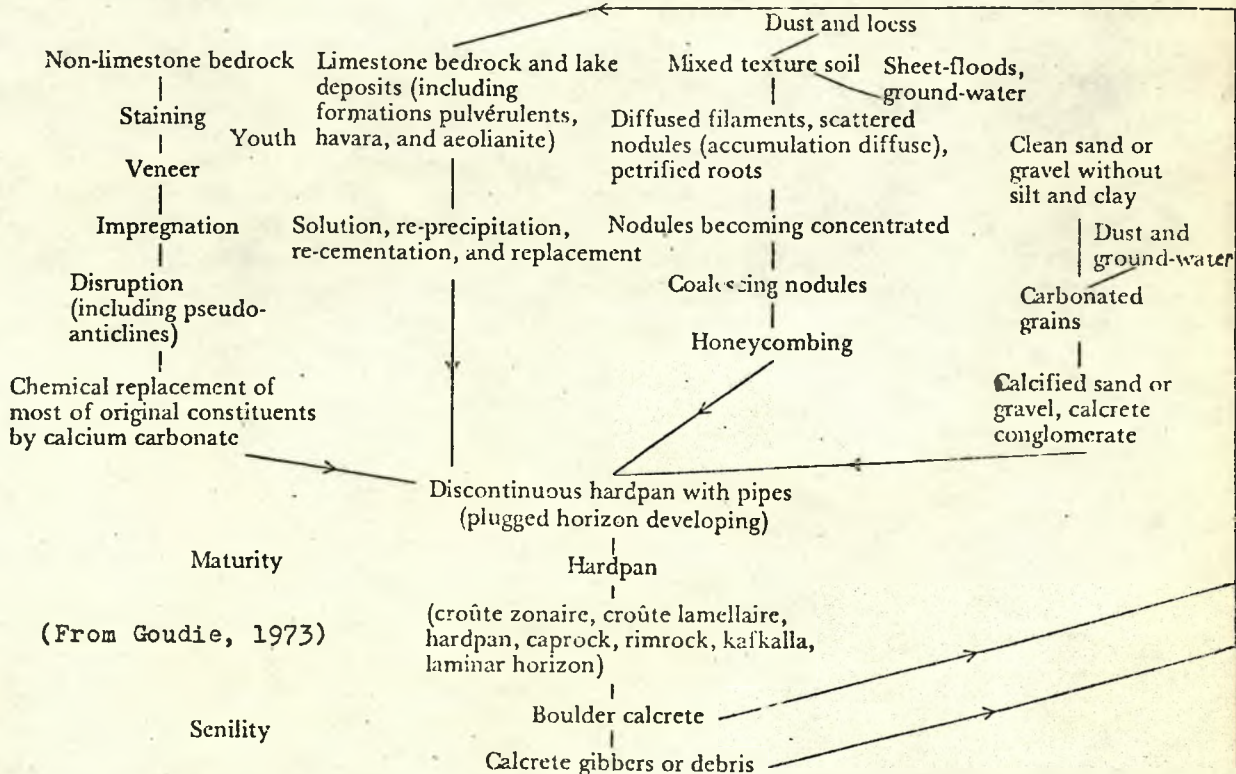 Dust and loess
Non-limestone bedrock
Limestone bedrock and lake
deposits (including
formations pulvérulents,
havara, and aeolianite)
Mixed texture soil
Sheet-floods,
ground-water
Staining
Youth
Veneer
Diffused filaments, scattered
nodules (accumulation diffuse),
petrified roots
Clean sand or
gravel without
silt and clay
Impregnation
Solution, re-precipitation,
re-cementation, and replacement
Nodules becoming concentrated
Dust and
ground-water
Disruption
(including pseudo-
anticlines)
Coalescing nodules
Carbonated
grains
Honeycombing
Chemical replacement of
most of original constituents
by calcium carbonate
Calcified sand or
gravel, calcrete
conglomerate
Discontinuous hardpan with pipes
(plugged horizon developing)
Maturity
Hardpan
(From Goudie, 1973)
(croûte zonaire, croûte lamellaire,
hardpan, caprock, rimrock, kafkalla,
laminar horizon)
Boulder calcrete
Senility
Calcrete gibbers or debris